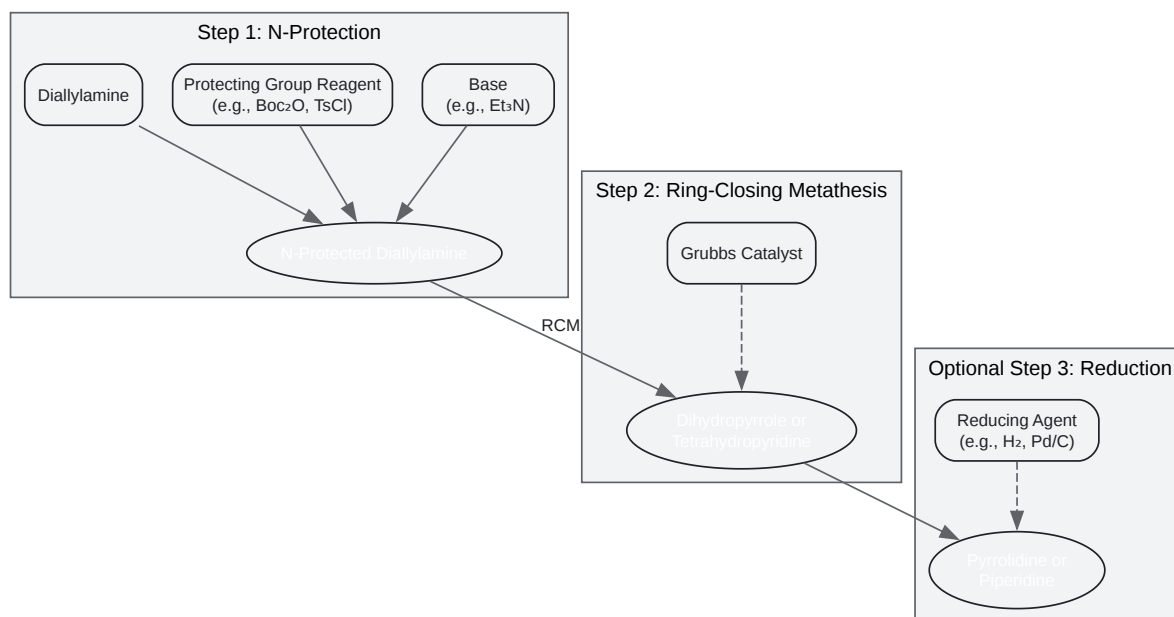 Step 1: N-Protection
Diallylamine
Protecting Group Reagent
(e.g., Boc₂O, TsCl)
Base
(e.g., Et₃N)
N-Protected Diallylamine
RCM
Step 2: Ring-Closing Metathesis
Grubbs Catalyst
Dihydropyrrole or
Tetrahydropyridine
Optional Step 3: Reduction
Reducing Agent
(e.g., H₂, Pd/C)
Pyrrolidine or
Piperidine